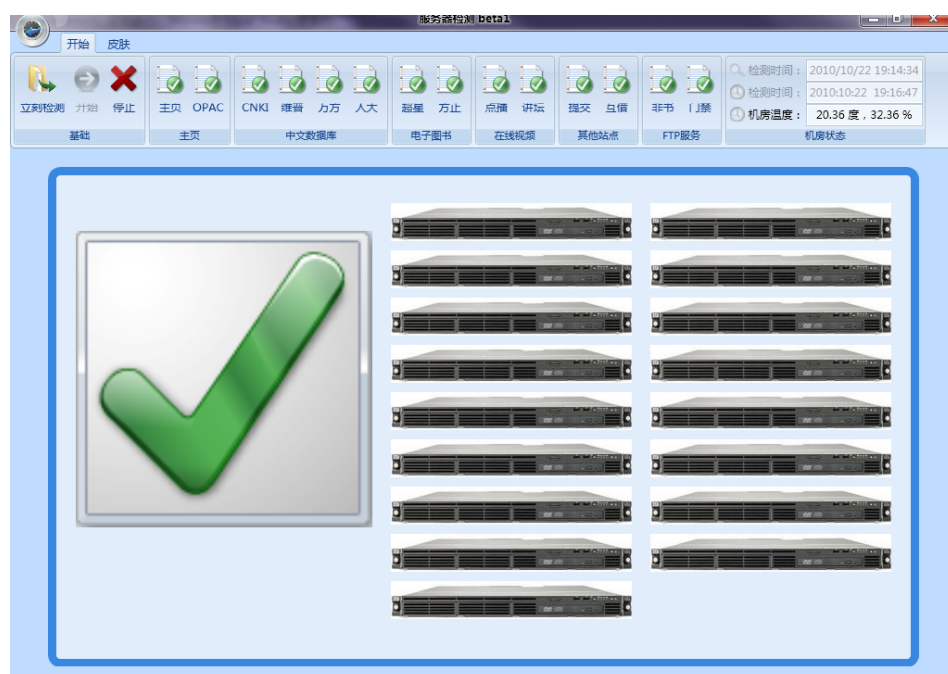 服务器检测 beta1
开始 皮肤
立刻检测 开始 停止 主页 OPAC CNKI 维普 万方 人大 超星 方正 点播 讲坛 提交 互借 非书 门禁
检测时间： 2010/10/22 19:14:34
检测时间： 2010:10:22 19:16:47
机房温度： 20.36 度，32.36 %
基础 主页 中文数据库 电子图书 在线视频 其他站点 FTP服务 机房状态